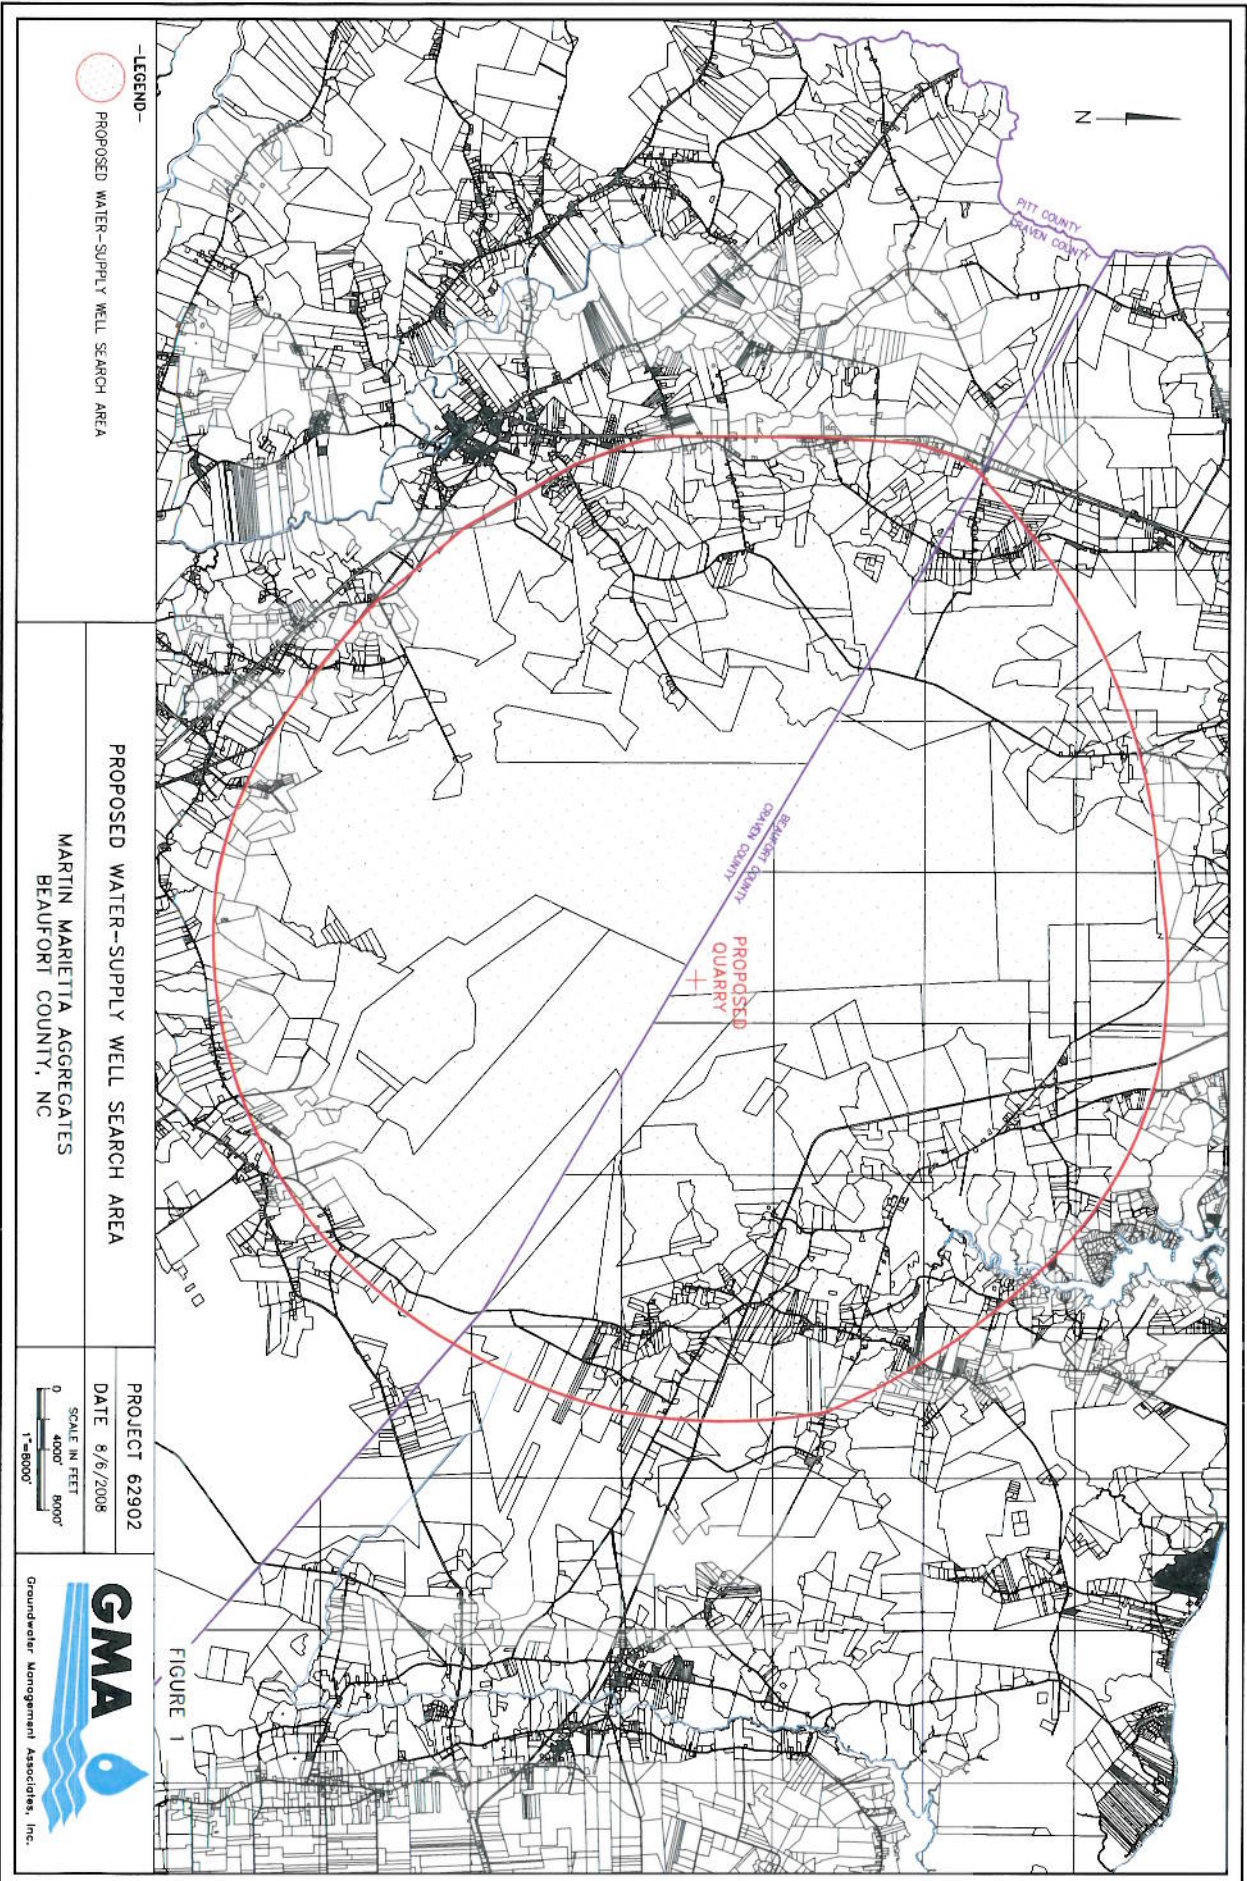 N
PITT COUNTY
CRAVEN COUNTY
BEAUFORT COUNTY
CRAVEN COUNTY
PROPOSED
QUARRY
FIGURE 1
-LEGEND-
PROPOSED WATER-SUPPLY WELL SEARCH AREA
PROPOSED WATER-SUPPLY WELL SEARCH AREA
MARTIN MARIETTA AGGREGATES
BEAUFORT COUNTY, NC
PROJECT 62902
DATE 8/6/2008
SCALE IN FEET
0 4000' 8000'
1"=8000'
GMA
Groundwater Management Associates, Inc.